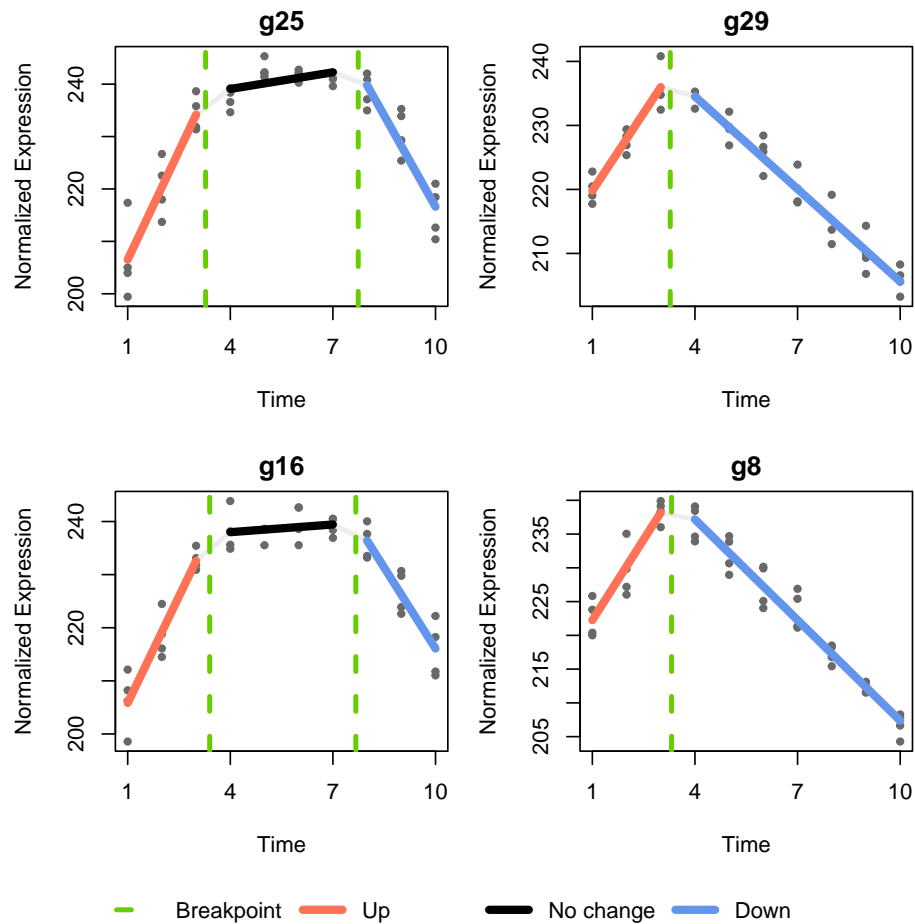 g25
Normalized Expression
200
220
240
1
4
7
10
Time
g29
Normalized Expression
210
220
230
240
1
4
7
10
Time
g16
Normalized Expression
200
220
240
1
4
7
10
Time
g8
Normalized Expression
205
215
225
235
1
4
7
10
Time
Breakpoint Up No change Down